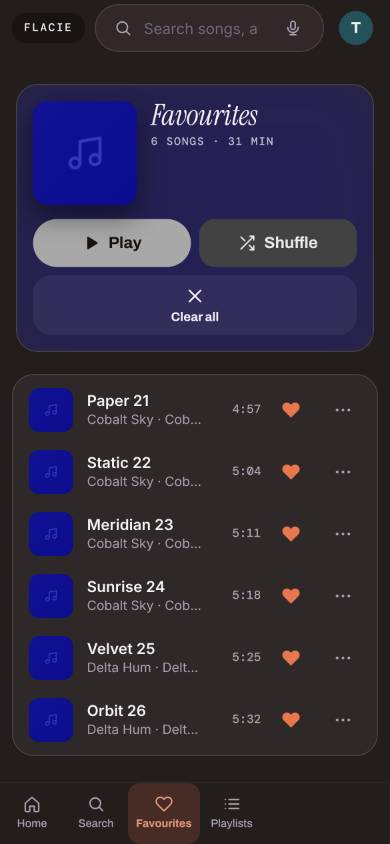 FLACIE
Search songs, a
T
Favourites
6 SONGS · 31 MIN
Play
Shuffle
Clear all
Paper 21
Cobalt Sky · Cob...
4:57
Static 22
Cobalt Sky · Cob...
5:04
Meridian 23
Cobalt Sky · Cob...
5:11
Sunrise 24
Cobalt Sky · Cob...
5:18
Velvet 25
Delta Hum · Delt...
5:25
Orbit 26
Delta Hum · Delt...
5:32
Home
Search
Favourites
Playlists